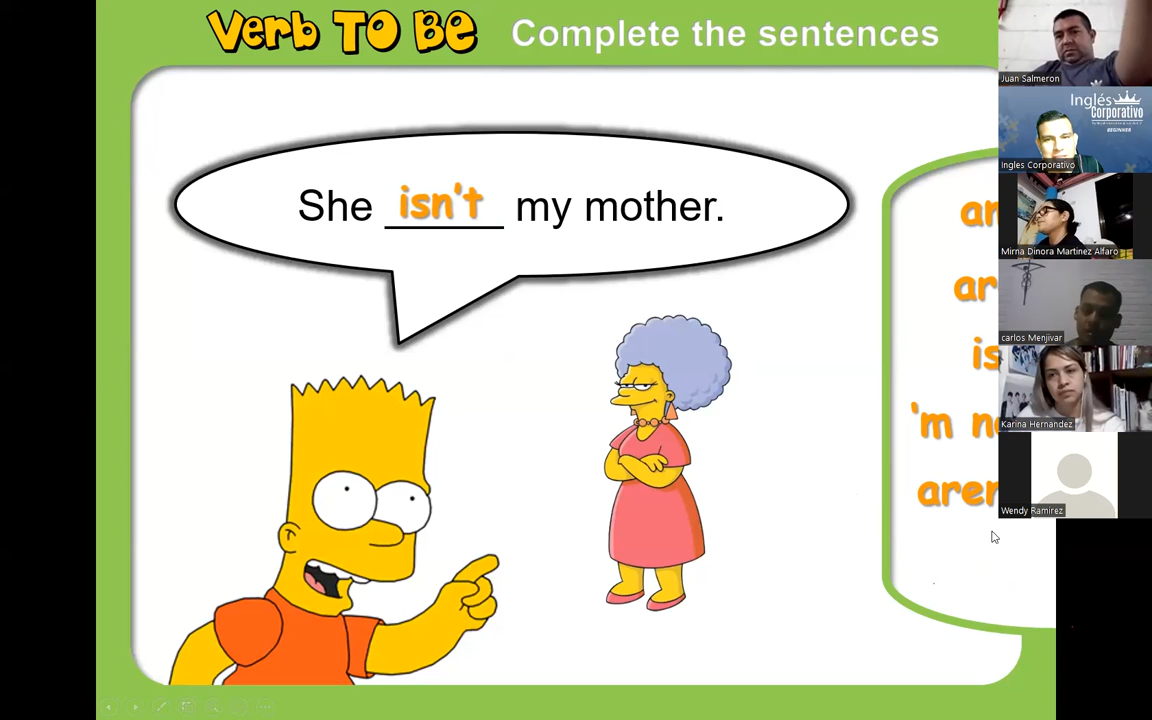 Verb TO BE
Complete the sentences
She isn't my mother.
'm
Juan Salmeron
Inglés
Corporativo
BEGINNER
Ingles Corporativo
Mirna Dinora Martinez Alfaro
carlos Menjivar
Karina Hernandez
Wendy Ramirez